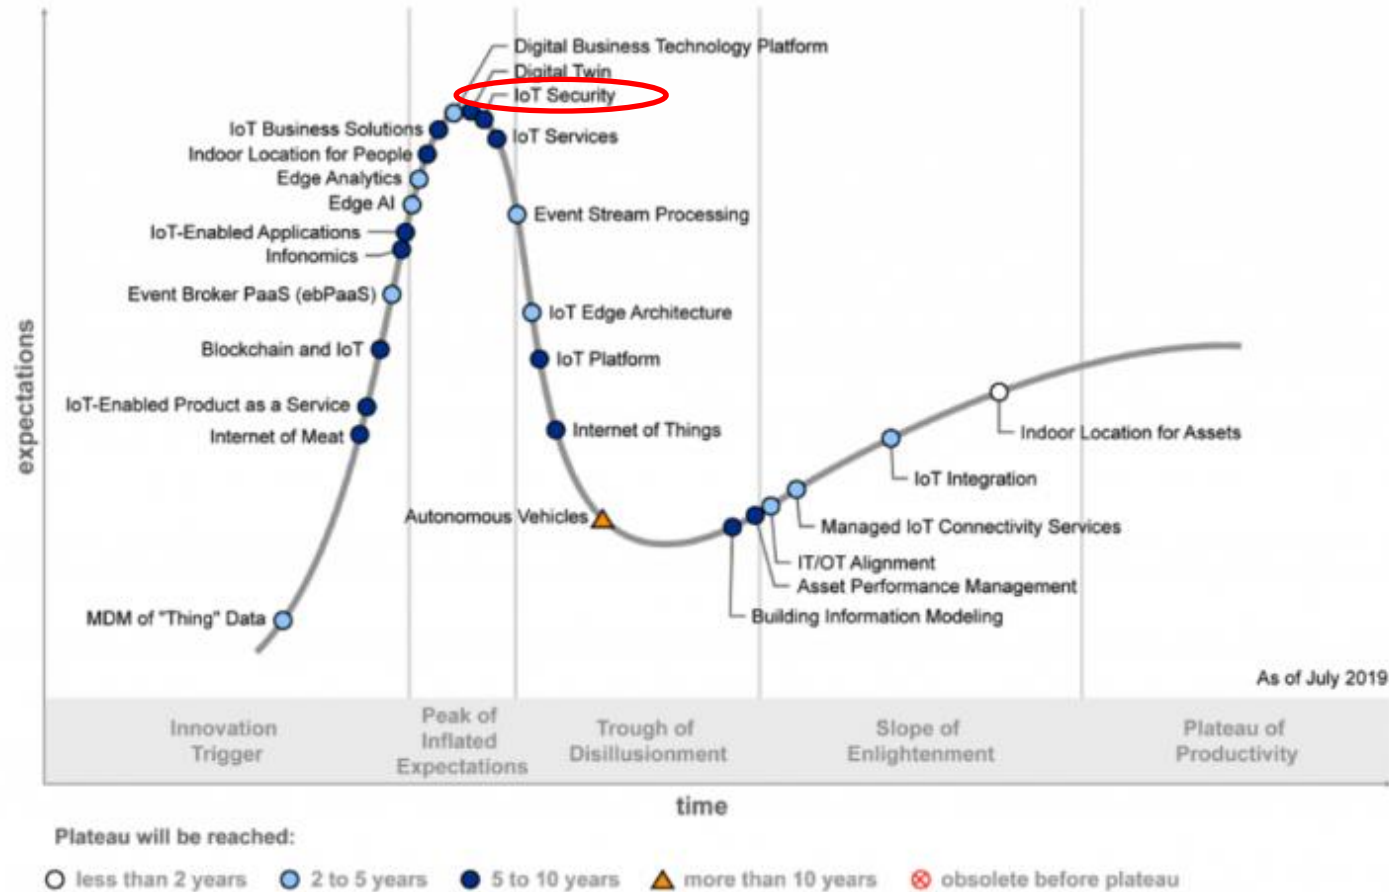 Digital Business Technology Platform
Digital Twin
IoT Security
IoT Business Solutions
IoT Services
Indoor Location for People
Edge Analytics
Edge AI
Event Stream Processing
IoT-Enabled Applications
Infonomics
Event Broker PaaS (ebPaaS)
IoT Edge Architecture
Blockchain and IoT
IoT Platform
IoT-Enabled Product as a Service
Internet of Meat
Internet of Things
Indoor Location for Assets
IoT Integration
Autonomous Vehicles
Managed IoT Connectivity Services
IT/OT Alignment
Asset Performance Management
Building Information Modeling
MDM of "Thing" Data
expectations
As of July 2019
Innovation
Trigger
Peak of
Inflated
Expectations
Trough of
Disillusionment
Slope of
Enlightenment
Plateau of
Productivity
time
Plateau will be reached:
less than 2 years
2 to 5 years
5 to 10 years
more than 10 years
obsolete before plateau